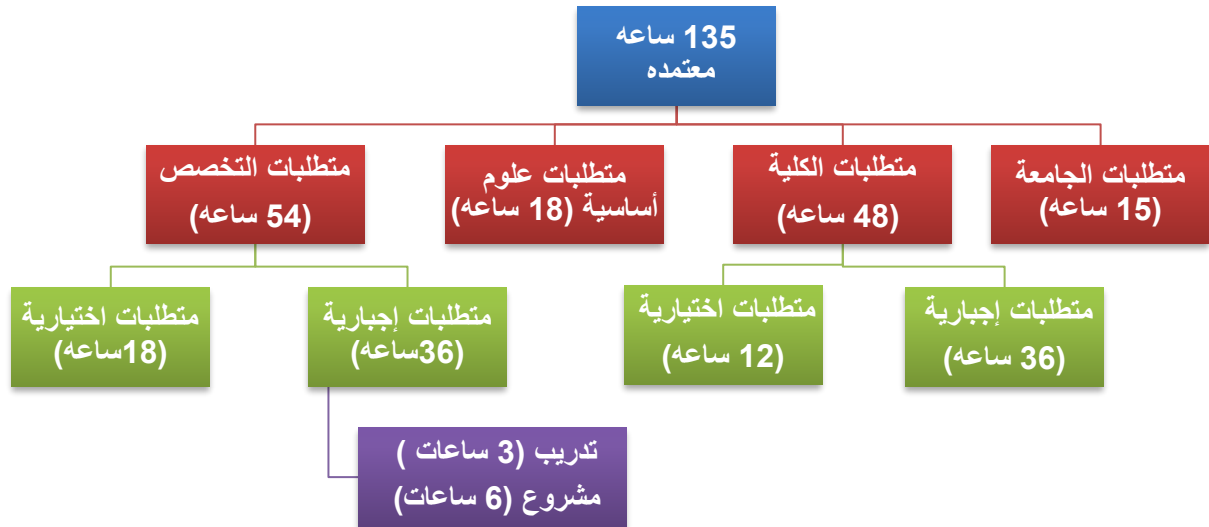 135 ساعه
معتمده
متطلبات الجامعة
(15 ساعه)
متطلبات الكلية
(48 ساعه)
متطلبات علوم
أساسية (18 ساعه)
متطلبات التخصص
(54 ساعه)
متطلبات إجبارية
(36 ساعه)
متطلبات اختيارية
(12 ساعه)
متطلبات إجبارية
(36ساعه)
متطلبات اختيارية
(18ساعه)
تدريب (3 ساعات )
مشروع (6 ساعات)